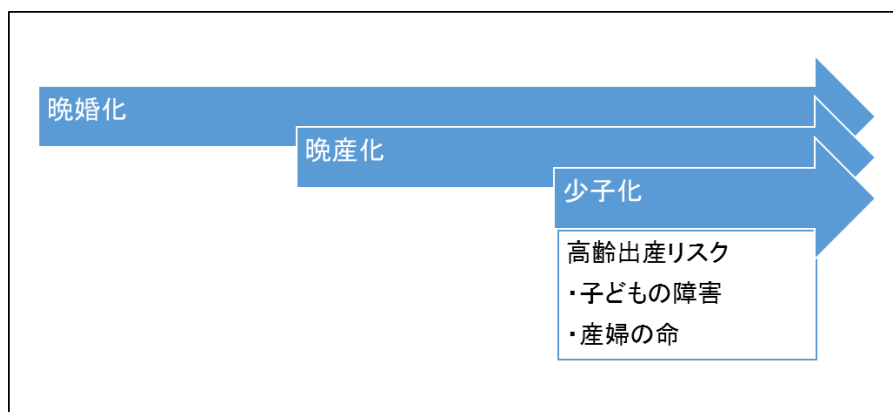 晩婚化
晩産化
少子化
高齢出産リスク
・子どもの障害
・産婦の命